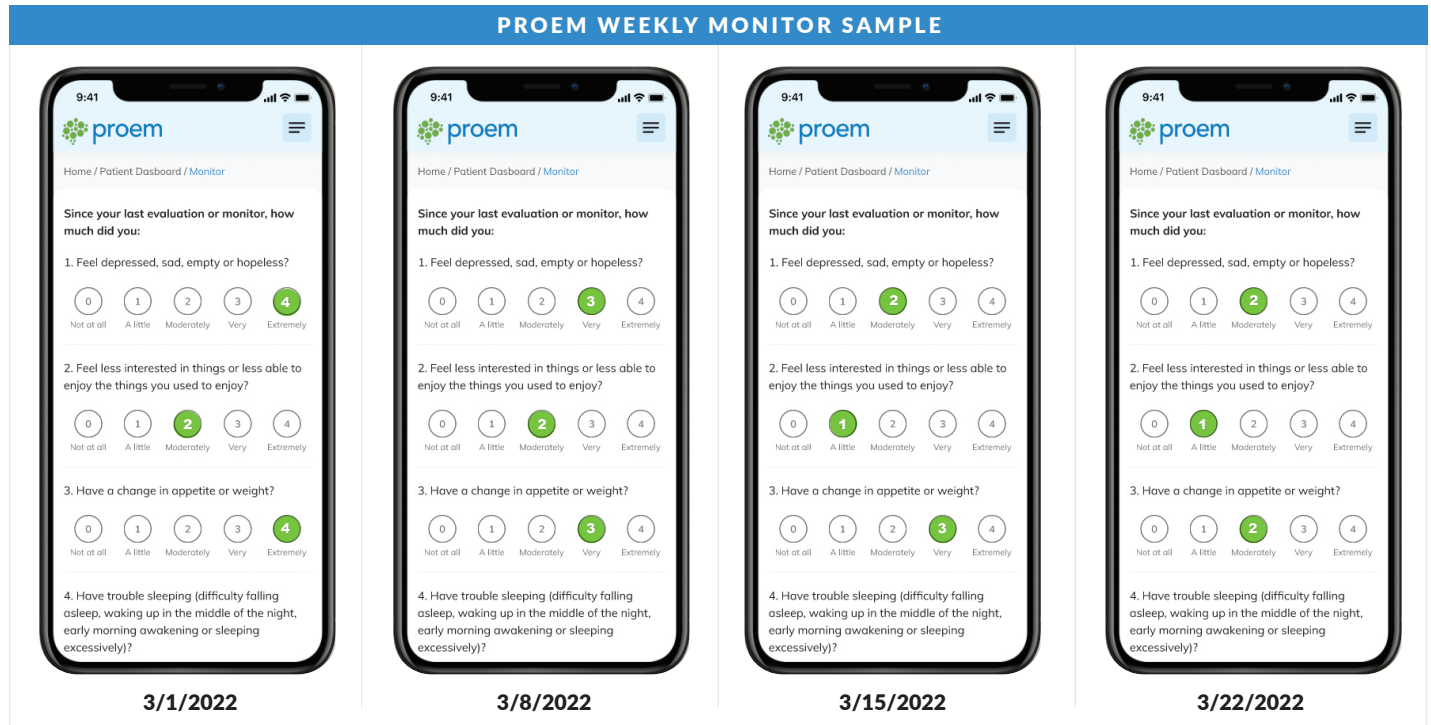 PROEM WEEKLY MONITOR SAMPLE
9:41
proem
Home / Patient Dasboard / Monitor
Since your last evaluation or monitor, how
much did you:
1. Feel depressed, sad, empty or hopeless?
0 1 2 3 4
Not at all A little Moderately Very Extremely
2. Feel less interested in things or less able to
enjoy the things you used to enjoy?
0 1 2 3 4
Not at all A little Moderately Very Extremely
3. Have a change in appetite or weight?
0 1 2 3 4
Not at all A little Moderately Very Extremely
4. Have trouble sleeping (difficulty falling
asleep, waking up in the middle of the night,
early morning awakening or sleeping
excessively)?
3/1/2022
9:41
proem
Home / Patient Dasboard / Monitor
Since your last evaluation or monitor, how
much did you:
1. Feel depressed, sad, empty or hopeless?
0 1 2 3 4
Not at all A little Moderately Very Extremely
2. Feel less interested in things or less able to
enjoy the things you used to enjoy?
0 1 2 3 4
Not at all A little Moderately Very Extremely
3. Have a change in appetite or weight?
0 1 2 3 4
Not at all A little Moderately Very Extremely
4. Have trouble sleeping (difficulty falling
asleep, waking up in the middle of the night,
early morning awakening or sleeping
excessively)?
3/8/2022
9:41
proem
Home / Patient Dasboard / Monitor
Since your last evaluation or monitor, how
much did you:
1. Feel depressed, sad, empty or hopeless?
0 1 2 3 4
Not at all A little Moderately Very Extremely
2. Feel less interested in things or less able to
enjoy the things you used to enjoy?
0 1 2 3 4
Not at all A little Moderately Very Extremely
3. Have a change in appetite or weight?
0 1 2 3 4
Not at all A little Moderately Very Extremely
4. Have trouble sleeping (difficulty falling
asleep, waking up in the middle of the night,
early morning awakening or sleeping
excessively)?
3/15/2022
9:41
proem
Home / Patient Dasboard / Monitor
Since your last evaluation or monitor, how
much did you:
1. Feel depressed, sad, empty or hopeless?
0 1 2 3 4
Not at all A little Moderately Very Extremely
2. Feel less interested in things or less able to
enjoy the things you used to enjoy?
0 1 2 3 4
Not at all A little Moderately Very Extremely
3. Have a change in appetite or weight?
0 1 2 3 4
Not at all A little Moderately Very Extremely
4. Have trouble sleeping (difficulty falling
asleep, waking up in the middle of the night,
early morning awakening or sleeping
excessively)?
3/22/2022